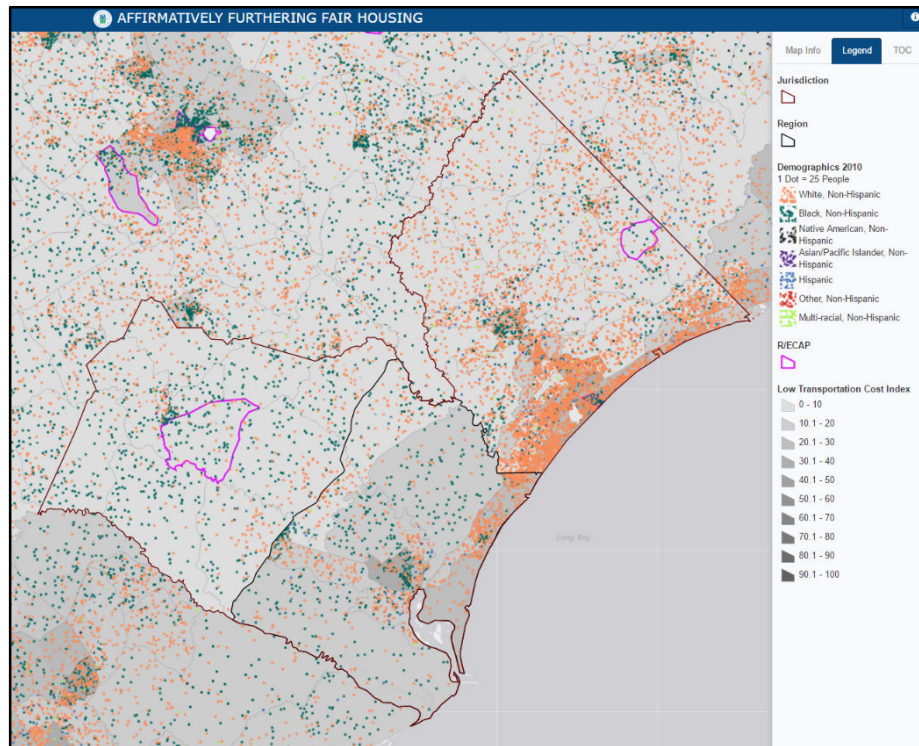 AFFIRMATIVELY FURTHERING FAIR HOUSING
Map Info
Legend
TOC
Jurisdiction
Region
Demographics 2010
1 Dot = 25 People
White, Non-Hispanic
Black, Non-Hispanic
Native American, Non-
Hispanic
Asian/Pacific Islander, Non-
Hispanic
Hispanic
Other, Non-Hispanic
Multi-racial, Non-Hispanic
R/ECAP
Low Transportation Cost Index
0 - 10
10.1 - 20
20.1 - 30
30.1 - 40
40.1 - 50
50.1 - 60
60.1 - 70
70.1 - 80
80.1 - 90
90.1 - 100
Long Bay